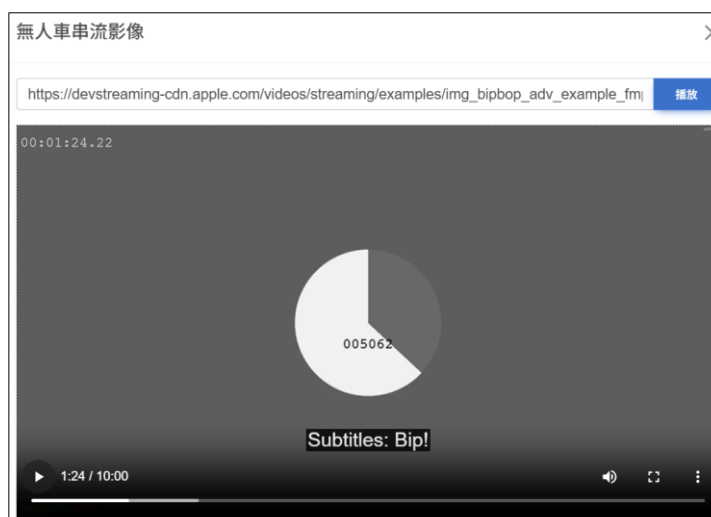 無人車串流影像
https://devstreaming-cdn.apple.com/videos/streaming/examples/img_bipbop_adv_example_fm
播放
00:01:24.22
005062
Subtitles: Bip!
1:24 / 10:00